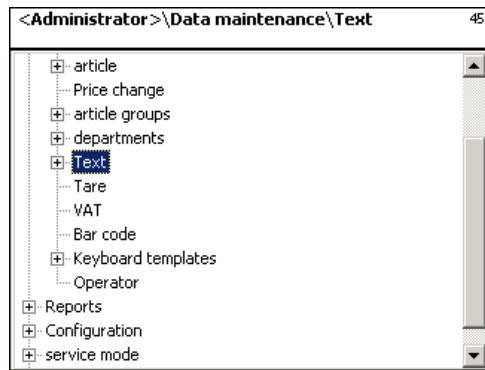 <Administrator>\Data maintenance\Text 45
article
Price change
article groups
departments
Text
Tare
VAT
Bar code
Keyboard templates
Operator
Reports
Configuration
service mode